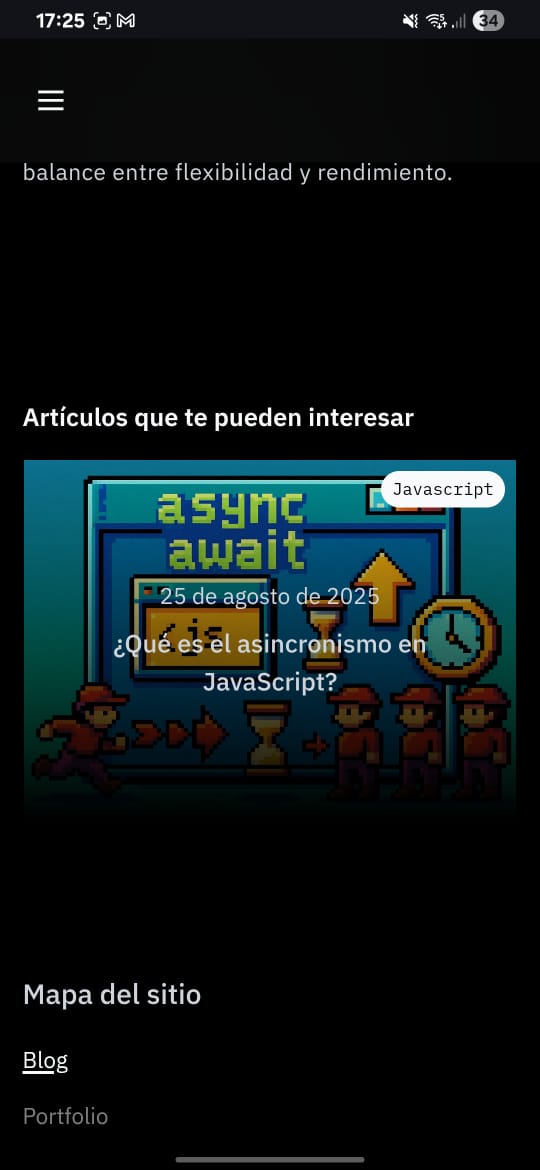 17:25
34
balance entre flexibilidad y rendimiento.
Artículos que te pueden interesar
Javascript
async
await
25 de agosto de 2025
js
¿Qué es el asincronismo en
JavaScript?
Mapa del sitio
Blog
Portfolio